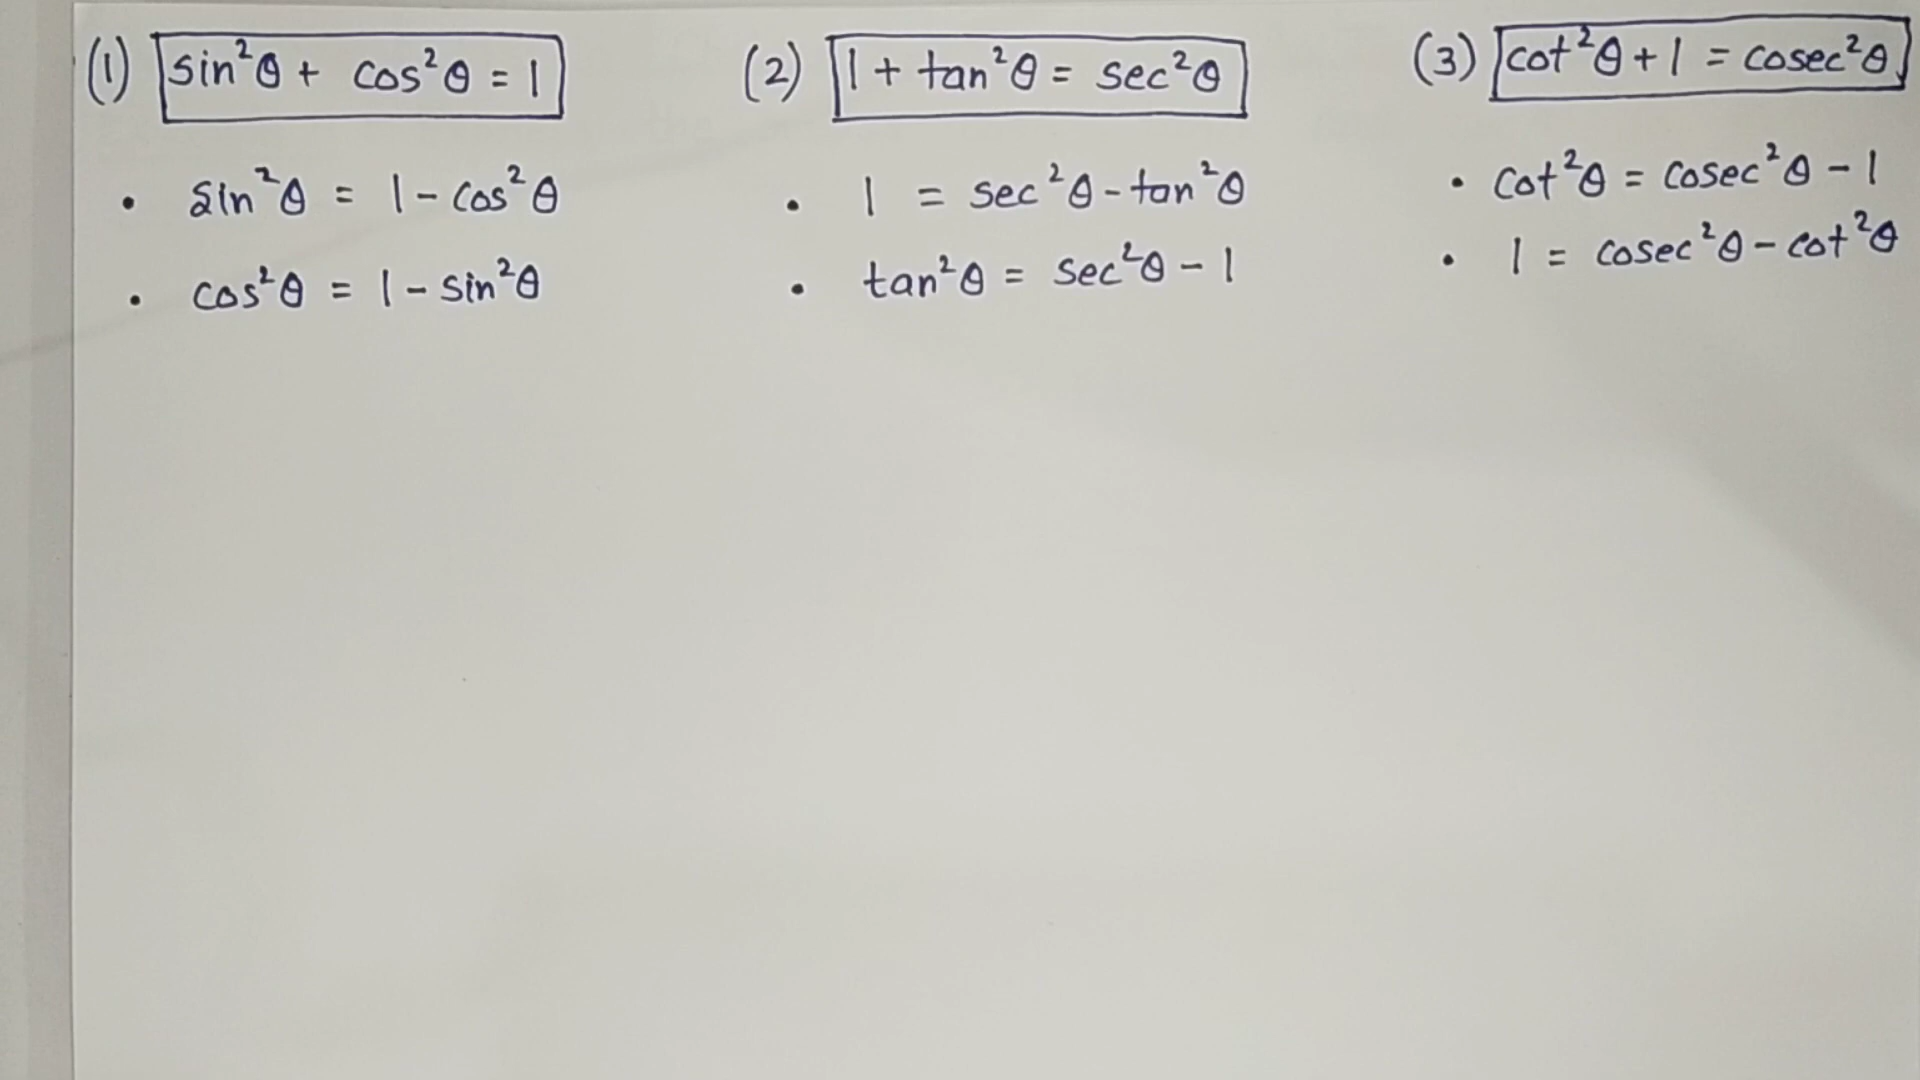 (1) sin²θ + cos²θ = 1
• sin²θ = 1 - cos²θ
• cos²θ = 1 - sin²θ
(2) 1 + tan²θ = sec²θ
• 1 = sec²θ - tan²θ
• tan²θ = sec²θ - 1
(3) cot²θ + 1 = cosec²θ
• cot²θ = cosec²θ - 1
• 1 = cosec²θ - cot²θ